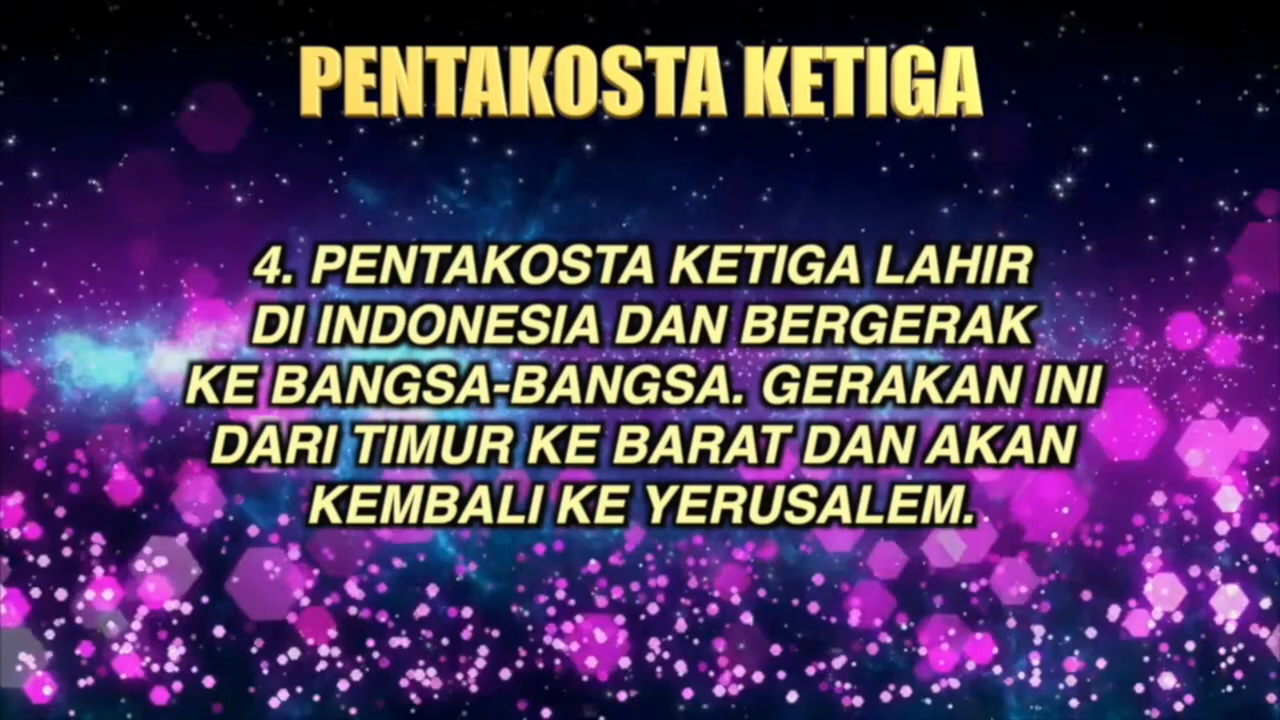 PENTAKOSTA KETIGA
4. PENTAKOSTA KETIGA LAHIR
DI INDONESIA DAN BERGERAK
KE BANGSA-BANGSA. GERAKAN INI
DARI TIMUR KE BARAT DAN AKAN
KEMBALI KE YERUSALEM.